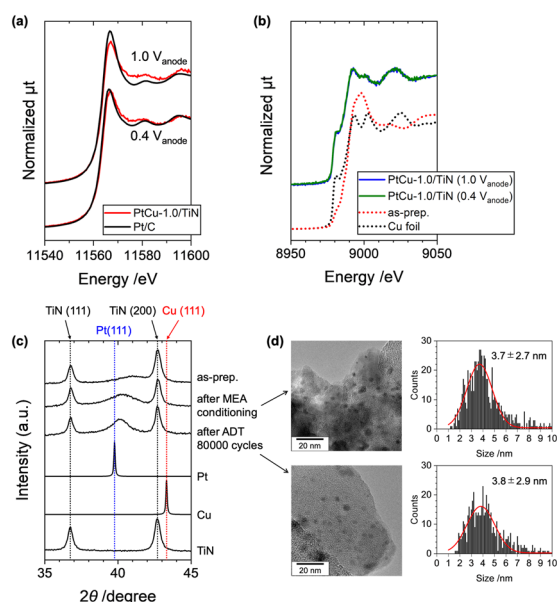 (a)
Normalized μt
1.0 Vanode
0.4 Vanode
PtCu-1.0/TiN
Pt/C
11540 11560 11580 11600
Energy /eV
(b)
Normalized μt
PtCu-1.0/TiN (1.0 Vanode)
PtCu-1.0/TiN (0.4 Vanode)
as-prep.
Cu foil
8950 9000 9050
Energy /eV
TiN (111) TiN (200) Cu (111)
Pt(111)
(c)
Intensity (a.u.)
as-prep.
after MEA
conditioning
after ADT
80000 cycles
Pt
Cu
TiN
35 40 45
2θ /degree
(d)
20 nm
Counts
30
20
10
0
3.7 ± 2.7 nm
0 1 2 3 4 5 6 7 8 9 10
Size /nm
20 nm
Counts
30
20
10
0
3.8 ± 2.9 nm
0 1 2 3 4 5 6 7 8 9 10
Size /nm